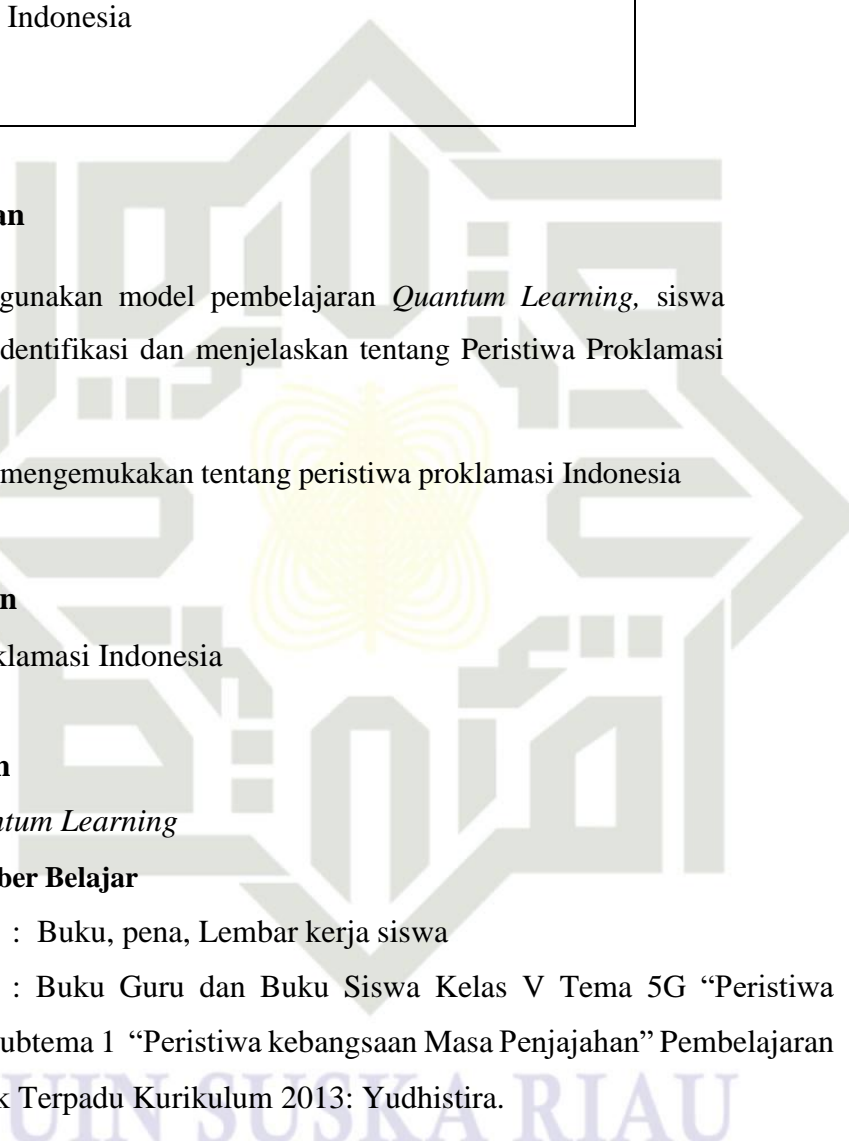 Indonesia
an
gunakan model pembelajaran Quantum Learning, siswa
dentifikasi dan menjelaskan tentang Peristiwa Proklamasi
mengemukakan tentang peristiwa proklamasi Indonesia
n
klamasi Indonesia
n
ntum Learning
ber Belajar
: Buku, pena, Lembar kerja siswa
: Buku Guru dan Buku Siswa Kelas V Tema 5G “Peristiwa
ubtema 1 “Peristiwa kebangsaan Masa Penjajahan” Pembelajaran
k Terpadu Kurikulum 2013: Yudhistira.
UIN SUSKA RIAU